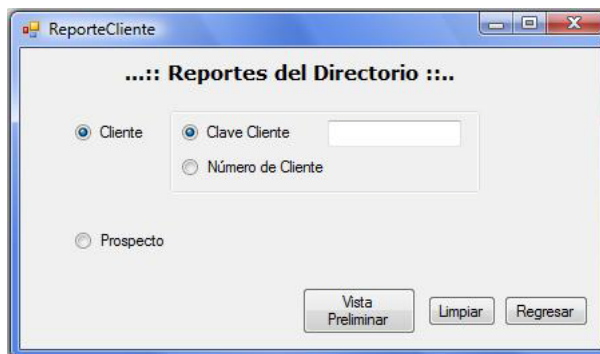 ReporteCliente
...:: Reportes del Directorio ::..
Cliente
Clave Cliente
Número de Cliente
Prospecto
Vista
Preliminar
Limpiar
Regresar